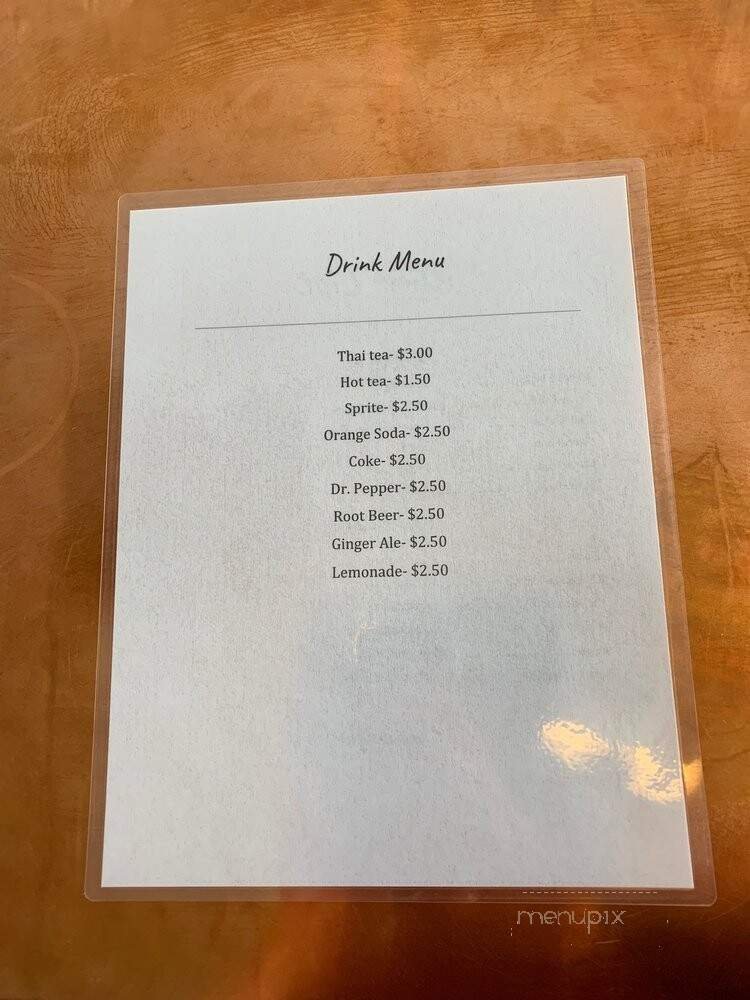 Drink Menu
Thai tea- $3.00
Hot tea- $1.50
Sprite- $2.50
Orange Soda- $2.50
Coke- $2.50
Dr. Pepper- $2.50
Root Beer- $2.50
Ginger Ale- $2.50
Lemonade- $2.50
menupix